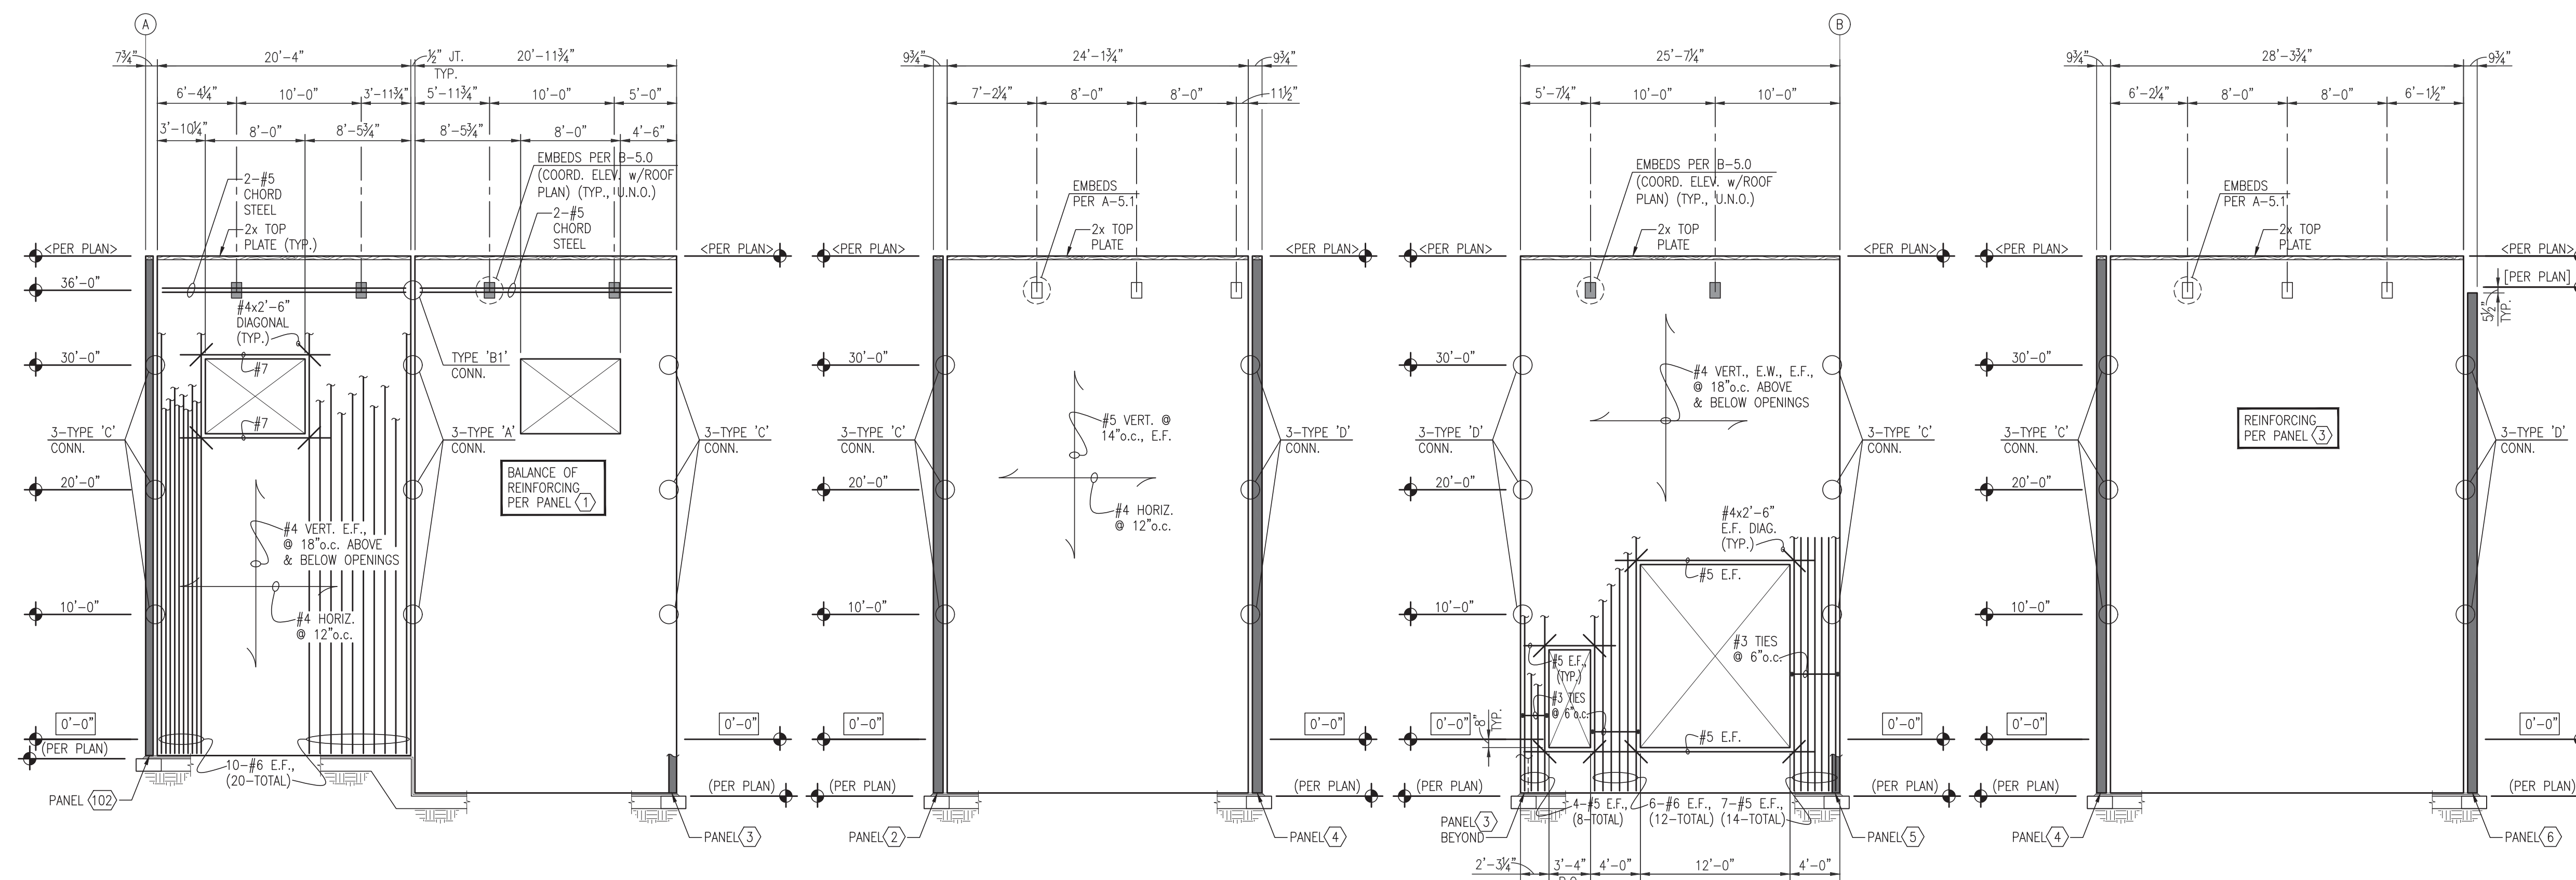 A
7¾"
20'-4"
½" JT.
TYP.
20'-11¾"
6'-4¼"
10'-0"
3'-11¾"
5'-11¾"
10'-0"
5'-0"
3'-10¼"
8'-0"
8'-5¾"
8'-5¾"
8'-0"
4'-6"
2-#5
CHORD
STEEL
2x TOP
PLATE (TYP.)
EMBEDS PER B-5.0
(COORD. ELEV. w/ROOF
PLAN) (TYP., U.N.O.)
2-#5
CHORD
STEEL
<PER PLAN>
<PER PLAN>
36'-0"
#4x2'-6"
DIAGONAL
(TYP.)
30'-0"
#7
TYPE 'B1'
CONN.
#7
3-TYPE 'C'
CONN.
3-TYPE 'A'
CONN.
3-TYPE 'C'
CONN.
BALANCE OF
REINFORCING
PER PANEL 1
20'-0"
#4 VERT. E.F.,
@ 18"o.c. ABOVE
& BELOW OPENINGS
10'-0"
#4 HORIZ.
@ 12"o.c.
0'-0"
0'-0"
(PER PLAN)
10-#6 E.F.,
(20-TOTAL)
(PER PLAN)
PANEL 102
PANEL 3
9¾"
24'-1¾"
9¾"
7'-2¼"
8'-0"
8'-0"
11½"
EMBEDS
PER A-5.1
2x TOP
PLATE
<PER PLAN>
<PER PLAN>
30'-0"
#5 VERT. @
14"o.c., E.F.
3-TYPE 'C'
CONN.
3-TYPE 'D'
CONN.
20'-0"
#4 HORIZ.
@ 12"o.c.
10'-0"
0'-0"
0'-0"
(PER PLAN)
(PER PLAN)
PANEL 2
PANEL 4
B
25'-7¼"
5'-7¼"
10'-0"
10'-0"
EMBEDS PER B-5.0
(COORD. ELEV. w/ROOF
PLAN) (TYP., U.N.O.)
2x TOP
PLATE
<PER PLAN>
<PER PLAN>
30'-0"
#4 VERT., E.W., E.F.,
@ 18"o.c. ABOVE
& BELOW OPENINGS
3-TYPE 'D'
CONN.
3-TYPE 'C'
CONN.
20'-0"
#4x2'-6"
E.F. DIAG.
(TYP.)
#5 E.F.
10'-0"
#3 TIES
@ 6"o.c.
#5 E.F.,
(TYP.)
#3 TIES
@ 6"o.c.
8"
TYP.
0'-0"
#5 E.F.
0'-0"
(PER PLAN)
(PER PLAN)
4-#5 E.F.,
(8-TOTAL)
6-#6 E.F.,
(12-TOTAL)
7-#5 E.F.,
(14-TOTAL)
PANEL 3
BEYOND
PANEL 5
2'-3¼"
3'-4"
4'-0"
12'-0"
4'-0"
9¾"
28'-3¾"
9¾"
6'-2¼"
8'-0"
8'-0"
6'-1½"
EMBEDS
PER A-5.1
2x TOP
PLATE
<PER PLAN>
<PER PLAN>
[PER PLAN]
5½"
TYP.
30'-0"
REINFORCING
PER PANEL 3
3-TYPE 'C'
CONN.
3-TYPE 'D'
CONN.
20'-0"
10'-0"
0'-0"
0'-0"
(PER PLAN)
(PER PLAN)
PANEL 4
PANEL 6